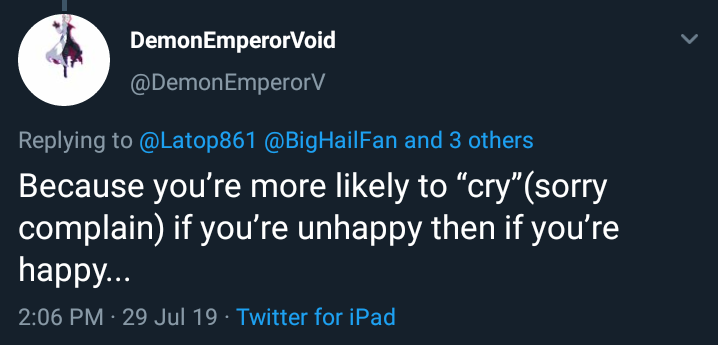 DemonEmperorVoid
@DemonEmperorV
Replying to @Latop861 @BigHailFan and 3 others
Because you’re more likely to “cry”(sorry
complain) if you’re unhappy then if you’re
happy...
2:06 PM · 29 Jul 19 · Twitter for iPad